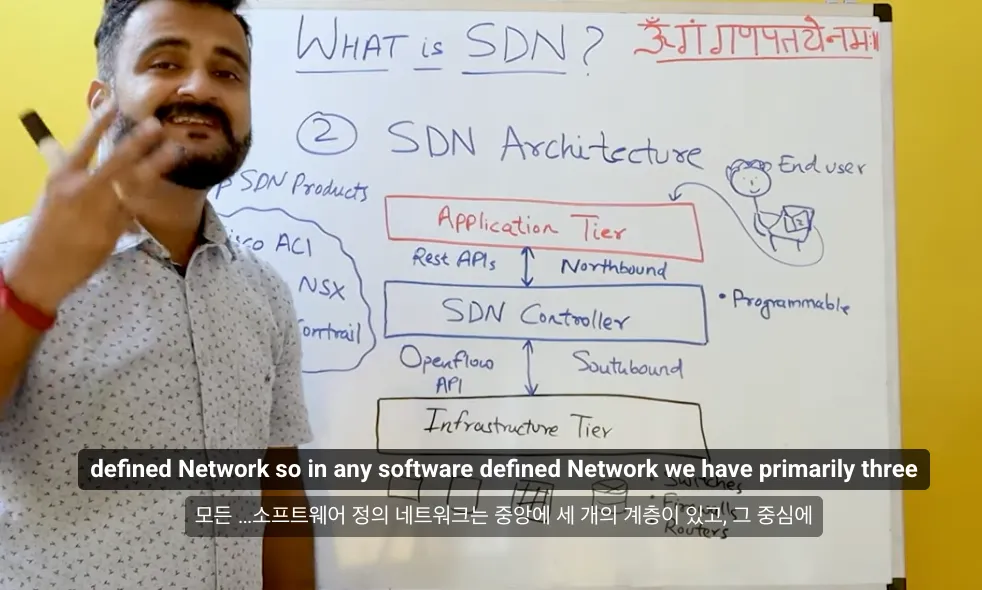 WHAT is SDN?
ॐ गं गणपतये नमः॥
② SDN Architecture
SDN Products
ACI
NSX
Application Tier
End user
Rest APIs Northbound
SDN Controller
• Programmable
Openflow API Southbound
Infrastructure Tier
defined Network so in any software defined Network we have primarily three
모든 ...소프트웨어 정의 네트워크는 중앙에 세 개의 계층이 있고, 그 중심에
• Switches
Routers